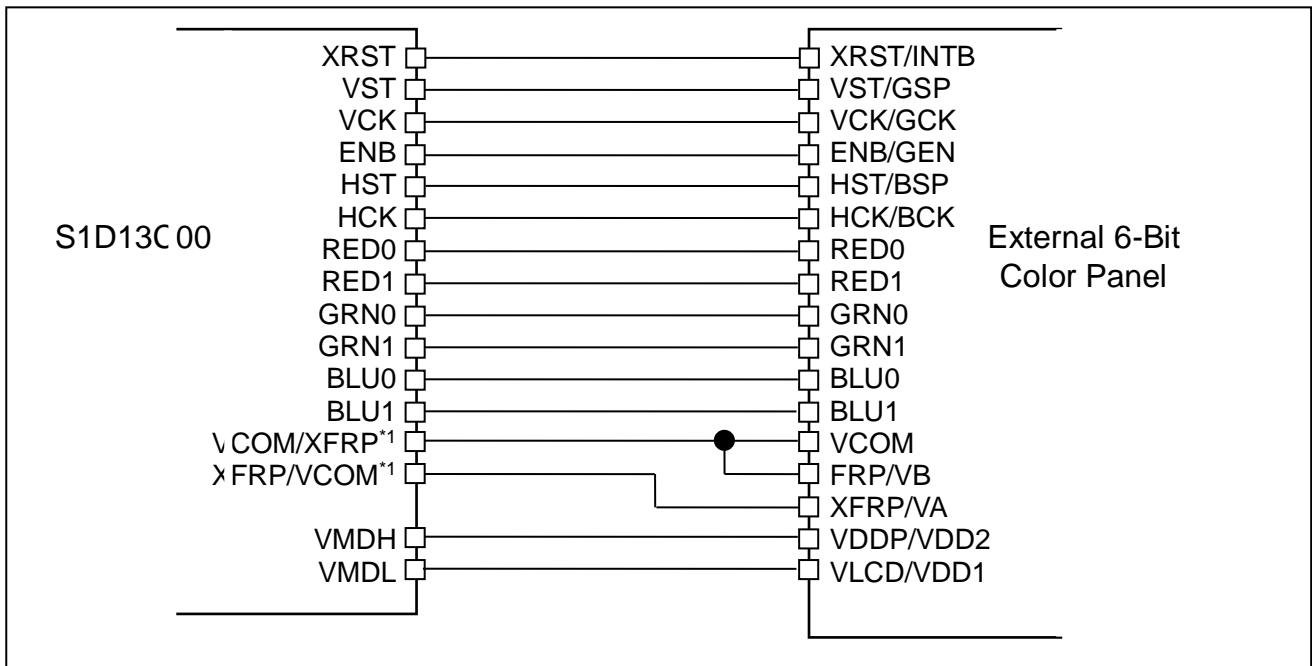 XRST XRST/INTB
VST VST/GSP
VCK VCK/GCK
ENB ENB/GEN
HST HST/BSP
HCK HCK/BCK
S1D13C00 External 6-Bit
Color Panel
RED0 RED0
RED1 RED1
GRN0 GRN0
GRN1 GRN1
BLU0 BLU0
BLU1 BLU1
VCOM/XFRP*1 VCOM
XFRP/VCOM*1 FRP/VB
XFRP/VA
VMDH VDDP/VDD2
VMDL VLCD/VDD1